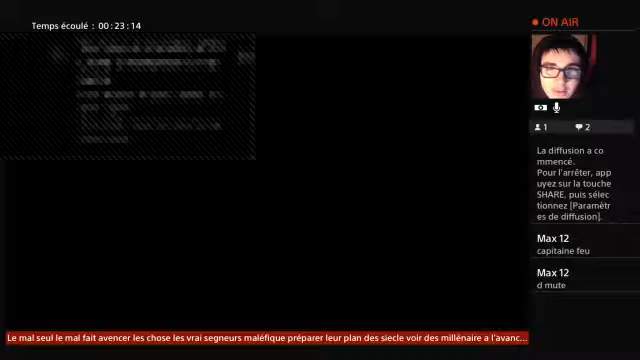 Temps écoulé : 00:23:14
ON AIR
1 2
La diffusion a co
mmencé.
Pour l'arrêter, app
uyez sur la touche
SHARE, puis sélec
tionnez [Paramètr
es de diffusion].
Max 12
capitaine feu
Max 12
d mute
Le mal seul le mal fait avencer les chose les vrai segneurs maléfique préparer leur plan des siecle voir des millénaire a l'avanc...